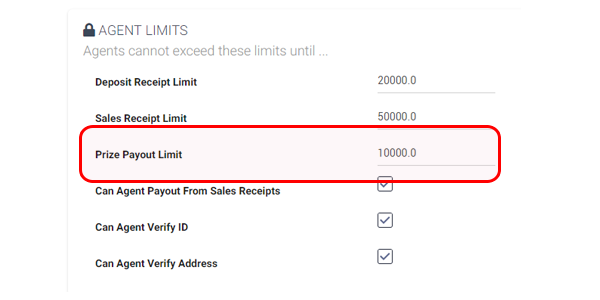 AGENT LIMITS
Agents cannot exceed these limits until ...
Deposit Receipt Limit 20000.0
Sales Receipt Limit 50000.0
Prize Payout Limit 10000.0
Can Agent Payout From Sales Receipts
Can Agent Verify ID
Can Agent Verify Address